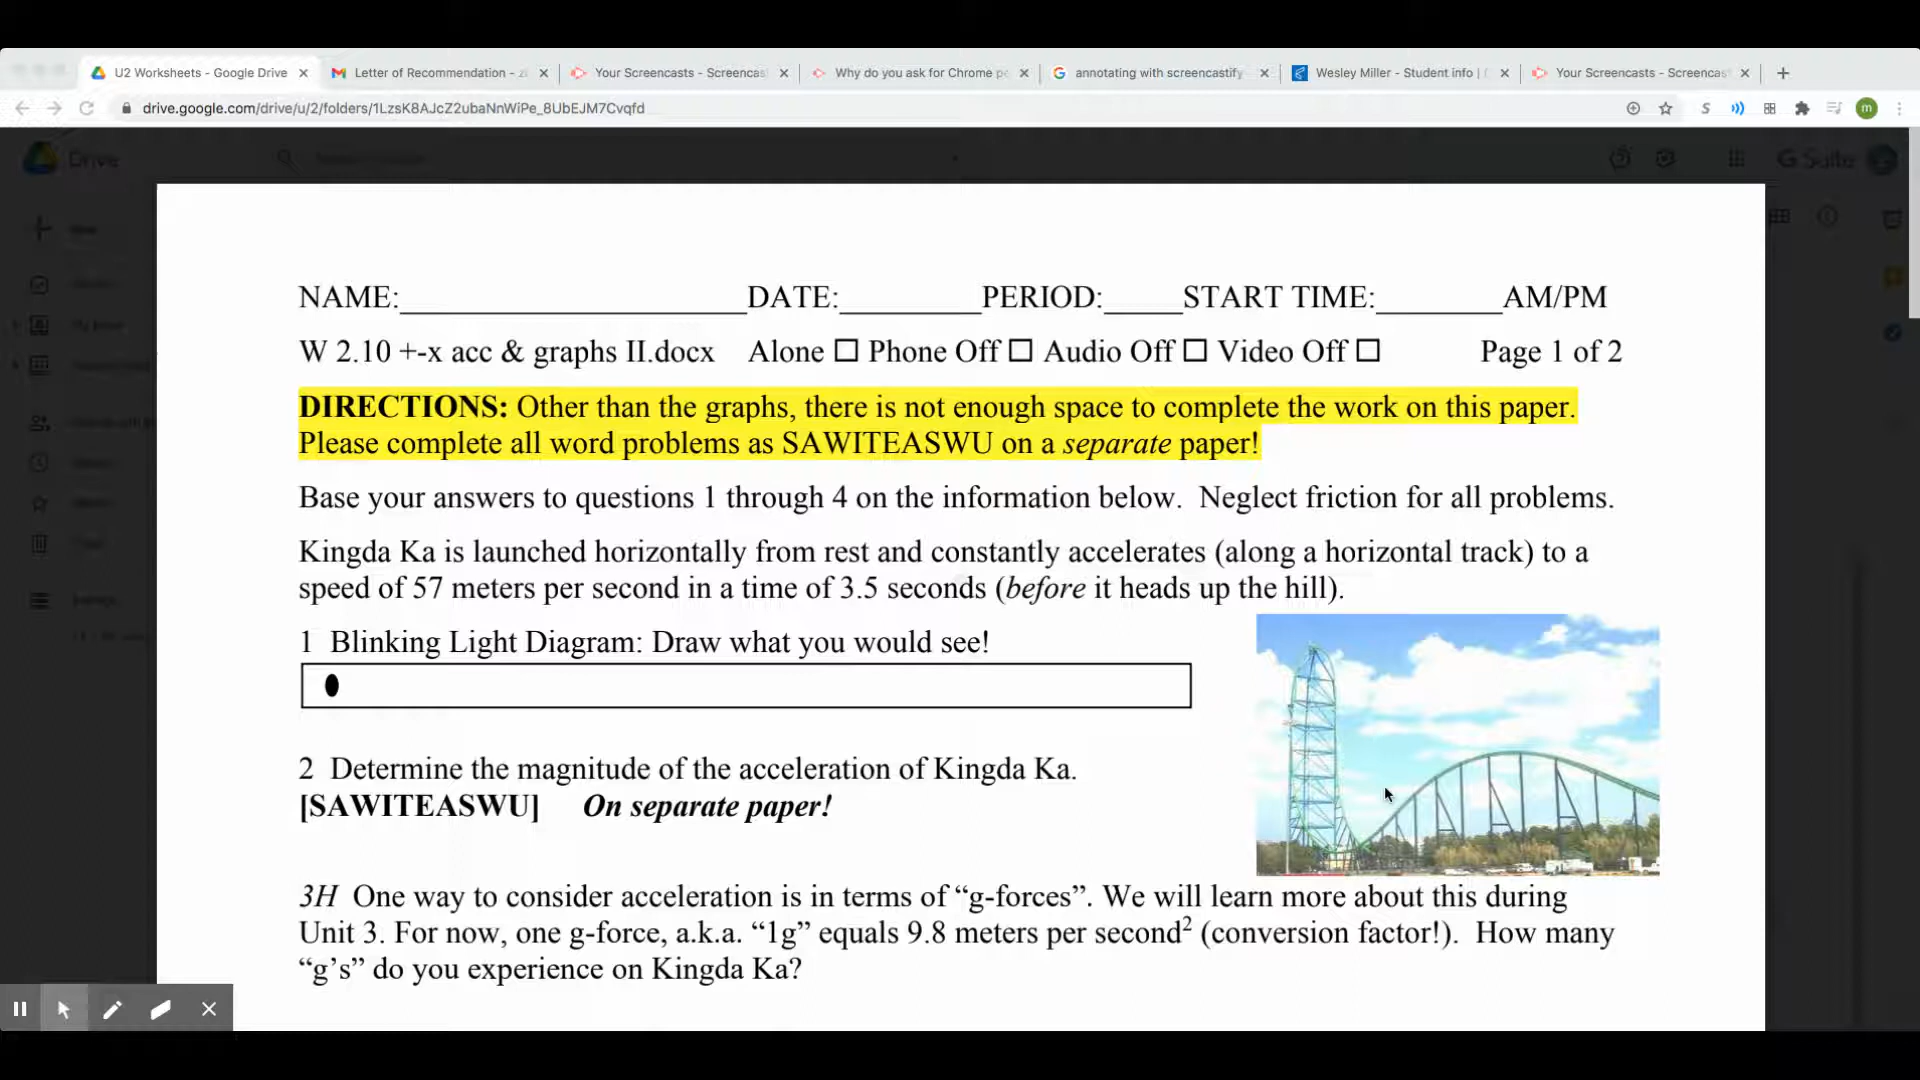 U2 Worksheets - Google Drive
Letter of Recommendation - z
Your Screencasts - Screencas
Why do you ask for Chrome pe
annotating with screencastify
Wesley Miller - Student info |
Your Screencasts - Screencas
drive.google.com/drive/u/2/folders/1LzsK8AJcZ2ubaNnWiPe_8UbEJM7Cvqfd
m
Drive
G Suite
NAME:____________________DATE:_________PERIOD:_____START TIME:________AM/PM
W 2.10 +-x acc & graphs II.docx Alone ☐ Phone Off ☐ Audio Off ☐ Video Off ☐ Page 1 of 2
DIRECTIONS: Other than the graphs, there is not enough space to complete the work on this paper.
Please complete all word problems as SAWITEASWU on a separate paper!
Base your answers to questions 1 through 4 on the information below. Neglect friction for all problems.
Kingda Ka is launched horizontally from rest and constantly accelerates (along a horizontal track) to a
speed of 57 meters per second in a time of 3.5 seconds (before it heads up the hill).
1 Blinking Light Diagram: Draw what you would see!
2 Determine the magnitude of the acceleration of Kingda Ka.
[SAWITEASWU] On separate paper!
3H One way to consider acceleration is in terms of “g-forces”. We will learn more about this during
Unit 3. For now, one g-force, a.k.a. “1g” equals 9.8 meters per second² (conversion factor!). How many
“g’s” do you experience on Kingda Ka?